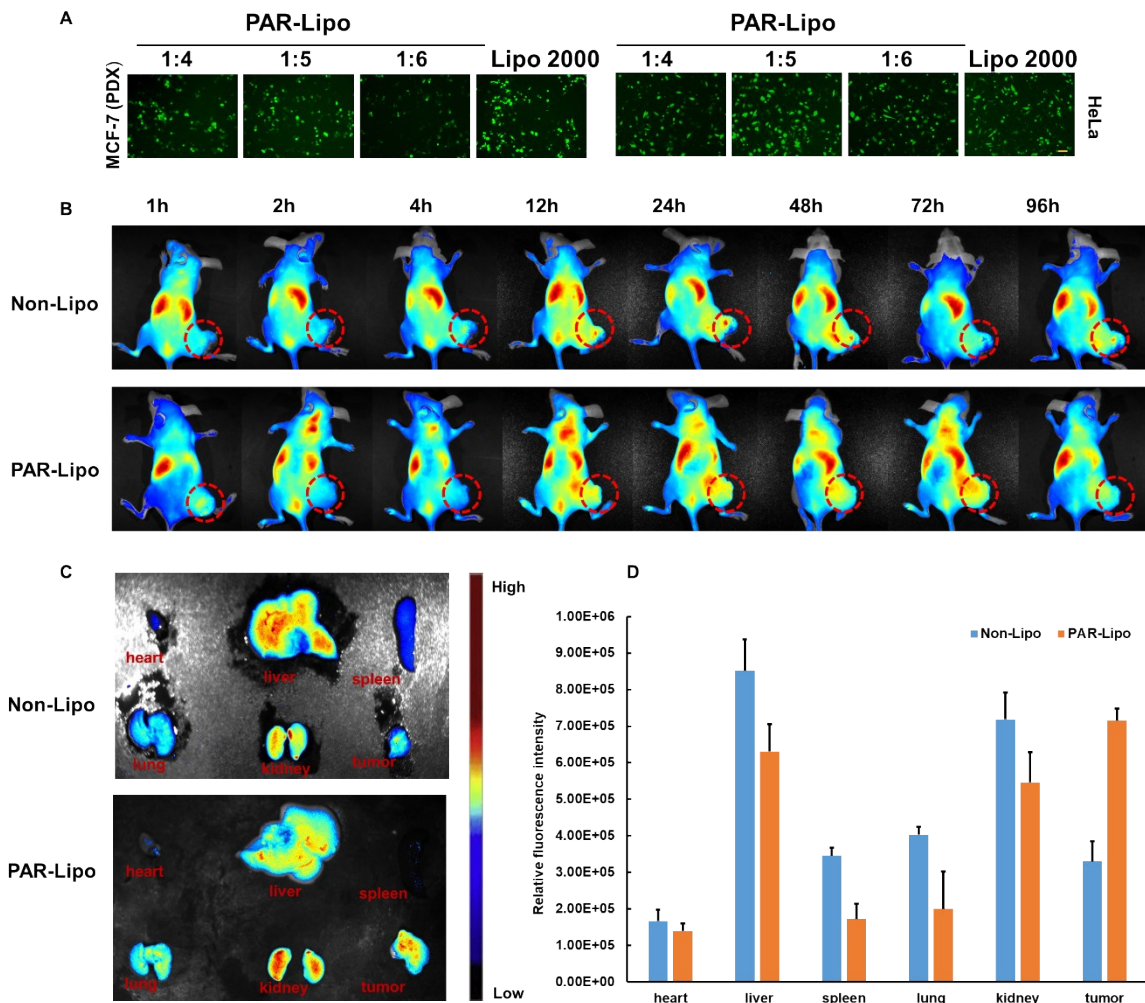 A
PAR-Lipo
PAR-Lipo
1:4
1:5
1:6
Lipo 2000
1:4
1:5
1:6
Lipo 2000
MCF-7 (PDX)
HeLa
B
1h
2h
4h
12h
24h
48h
72h
96h
Non-Lipo
PAR-Lipo
C
Non-Lipo
heart
liver
spleen
lung
kidney
tumor
PAR-Lipo
heart
liver
spleen
lung
kidney
tumor
High
Low
D
Relative fluorescence intensity
1.00E+06
9.00E+05
8.00E+05
7.00E+05
6.00E+05
5.00E+05
4.00E+05
3.00E+05
2.00E+05
1.00E+05
0.00E+00
Non-Lipo
PAR-Lipo
heart
liver
spleen
lung
kidney
tumor